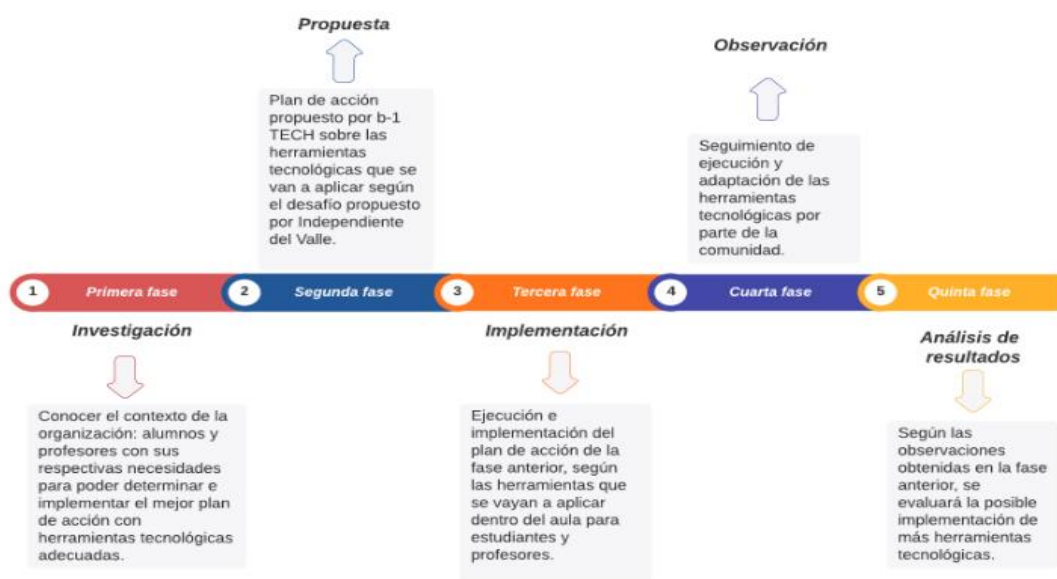 Propuesta
Plan de acción
propuesto por b-1
TECH sobre las
herramientas
tecnológicas que se
van a aplicar según
el desafío propuesto
por Independiente
del Valle.
Observación
Seguimiento de
ejecución y
adaptación de las
herramientas
tecnológicas por
parte de la
comunidad.
1 Primera fase 2 Segunda fase 3 Tercera fase 4 Cuarta fase 5 Quinta fase
Investigación
Conocer el contexto de la
organización: alumnos y
profesores con sus
respectivas necesidades
para poder determinar e
implementar el mejor plan
de acción con
herramientas tecnológicas
adecuadas.
Implementación
Ejecución e
implementación del
plan de acción de la
fase anterior, según
las herramientas que
se vayan a aplicar
dentro del aula para
estudiantes y
profesores.
Análisis de
resultados
Según las
observaciones
obtenidas en la fase
anterior, se
evaluará la posible
implementación de
más herramientas
tecnológicas.